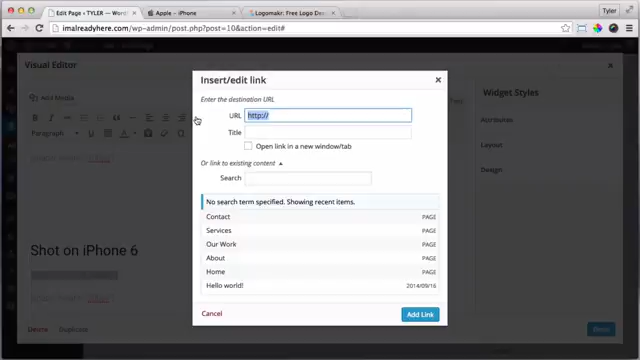 Edit Page ‹ TYLER — Word
Apple – iPhone
Logomakr: Free Logo Des
Tyler
imalreadyhere.com/wp-admin/post.php?post=10&action=edit#
Visual Editor
Insert/edit link
Enter the destination URL
Widget Styles
Add Media
URL http://
Text
Title
Attributes
Paragraph
Open link in a new window/tab
Layout
Or link to existing content
Design
Search
No search term specified. Showing recent items.
Contact PAGE
Services PAGE
Our Work PAGE
Shot on iPhone 6
About PAGE
Home PAGE
Hello world! 2014/09/16
Cancel
Add Link
Delete
Duplicate
Done